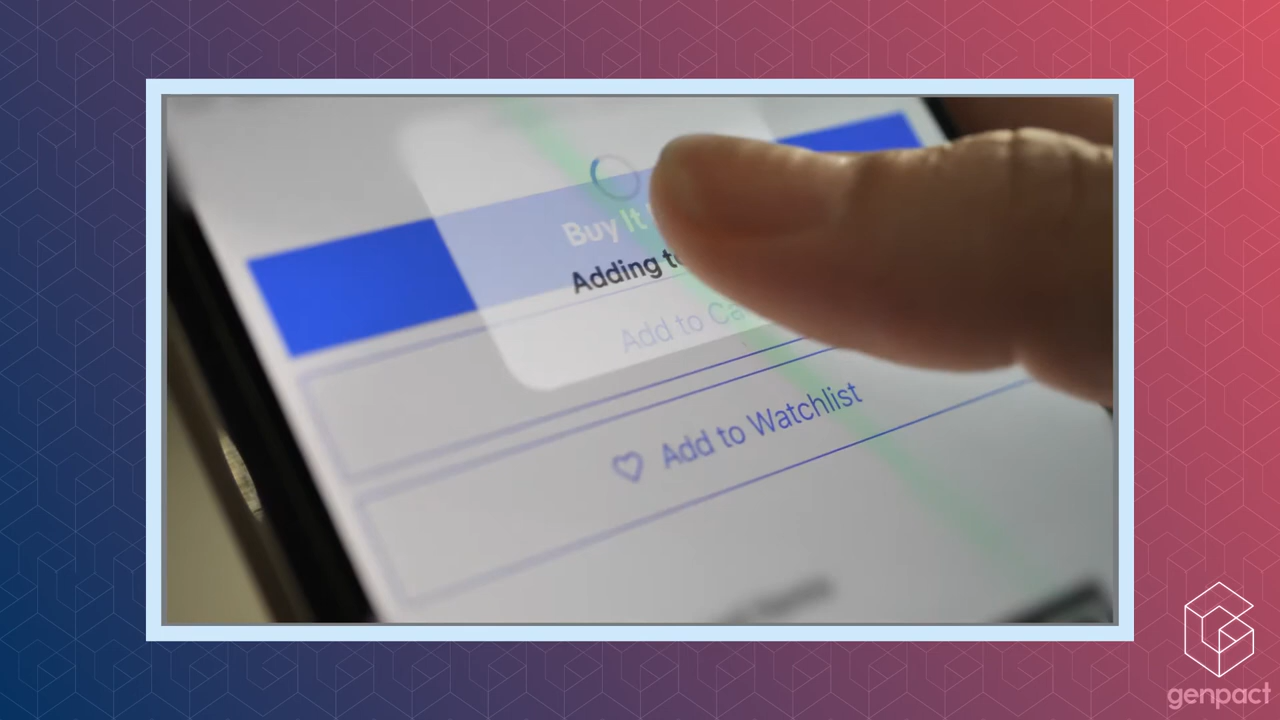 Buy It
Adding to
Add to Ca
Add to Watchlist
genpact